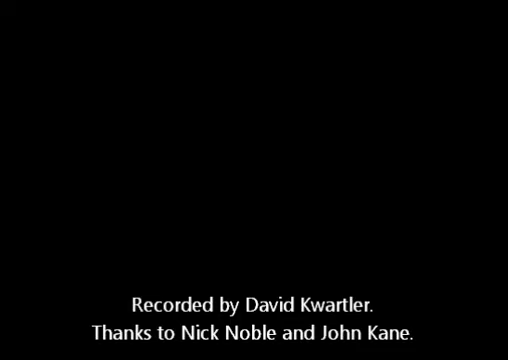 Recorded by David Kwartler.
Thanks to Nick Noble and John Kane.